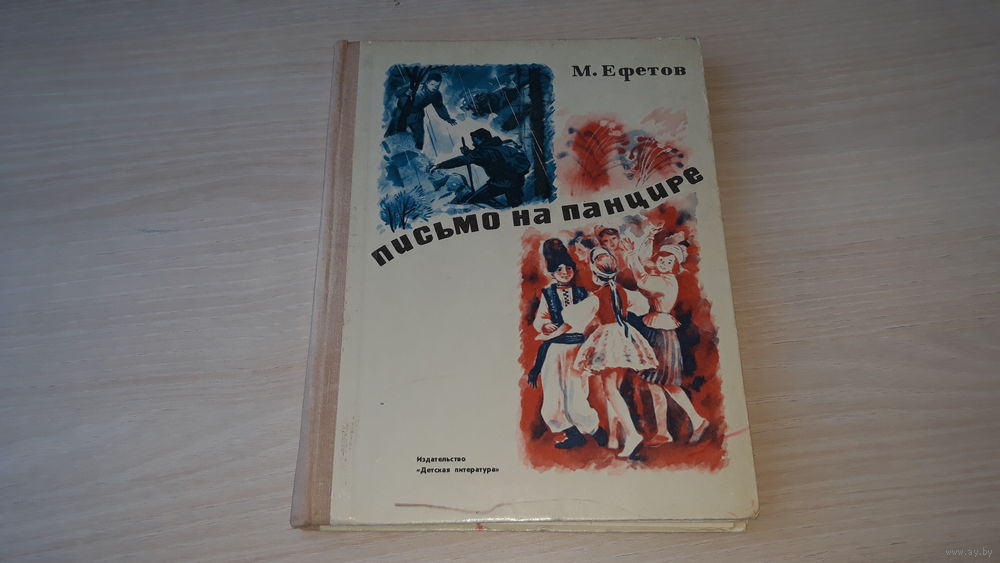 М. Ефетов
письмо на панцире
Издательство
«Детская литература»
www.ay.by